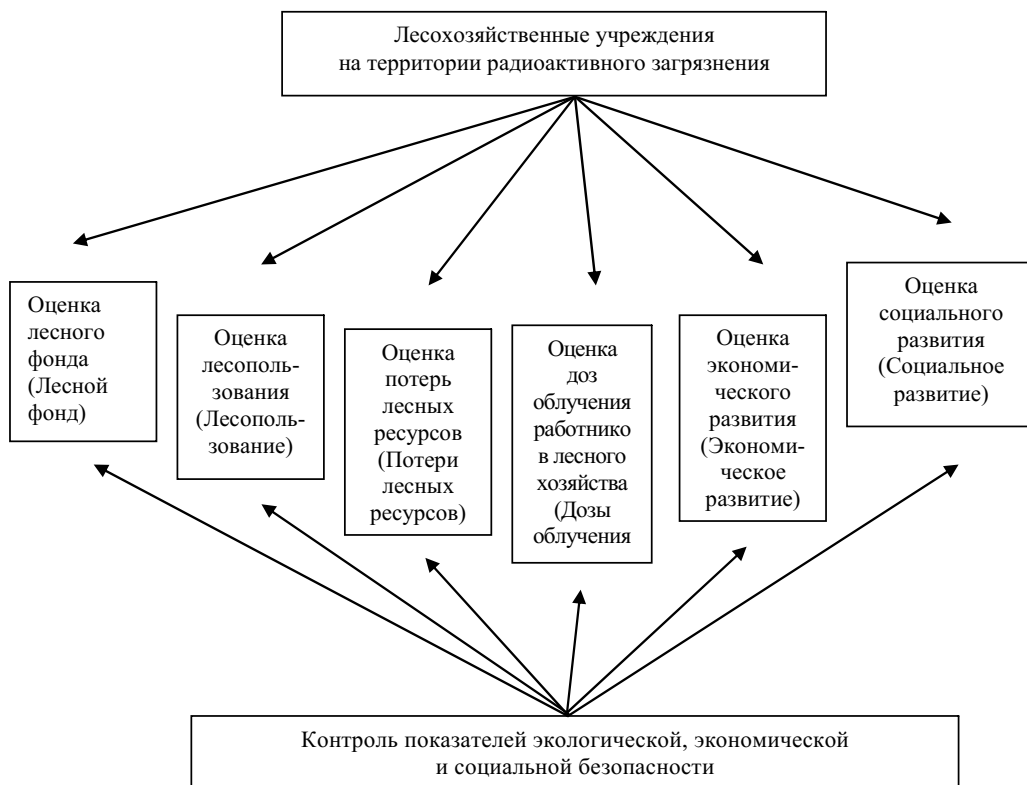 Лесохозяйственные учреждения
на территории радиоактивного загрязнения
Оценка
лесного
фонда
(Лесной
фонд)
Оценка
лесополь-
зования
(Лесополь-
зование)
Оценка
потерь
лесных
ресурсов
(Потери
лесных
ресурсов)
Оценка
доз
облучения
работнико
в лесного
хозяйства
(Дозы
облучения
Оценка
экономи-
ческого
развития
(Экономи-
ческое
развитие)
Оценка
социального
развития
(Социальное
развитие)
Контроль показателей экологической, экономической
и социальной безопасности